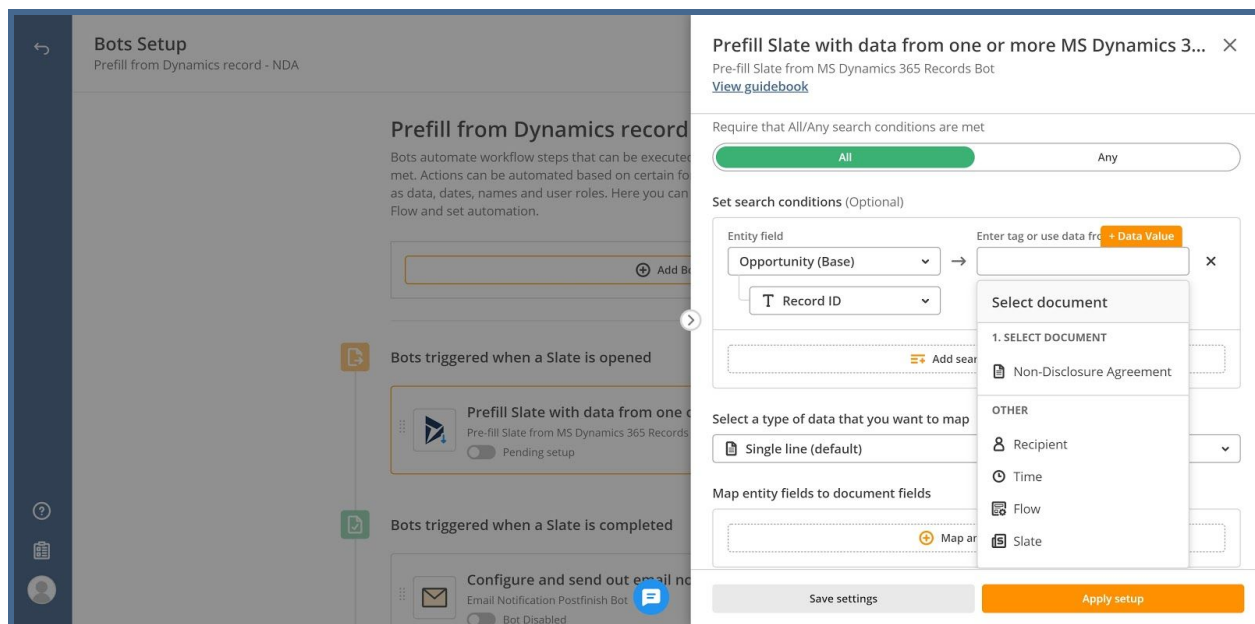 Bots Setup
Prefill from Dynamics record - NDA
Prefill from Dynamics record
Bots automate workflow steps that can be executed
met. Actions can be automated based on certain
as data, dates, names and user roles. Here you can
Flow and set automation.
Add
Bots triggered when a Slate is opened
Prefill Slate with data from one
Pre-fill Slate from MS Dynamics 365 Records
Pending setup
Bots triggered when a Slate is completed
Configure and send out email
Email Notification Postfinish Bot
Bot Disabled
Prefill Slate with data from one or more MS Dynamics 3...
Pre-fill Slate from MS Dynamics 365 Records Bot
View guidebook
Require that All/Any search conditions are met
All
Any
Set search conditions (Optional)
Entity field
Enter tag or use data
+ Data Value
Opportunity (Base)
T Record ID
Select document
1. SELECT DOCUMENT
Non-Disclosure Agreement
OTHER
Recipient
Time
Flow
Slate
Add
Select a type of data that you want to map
Single line (default)
Map entity fields to document fields
Map
Save settings
Apply setup